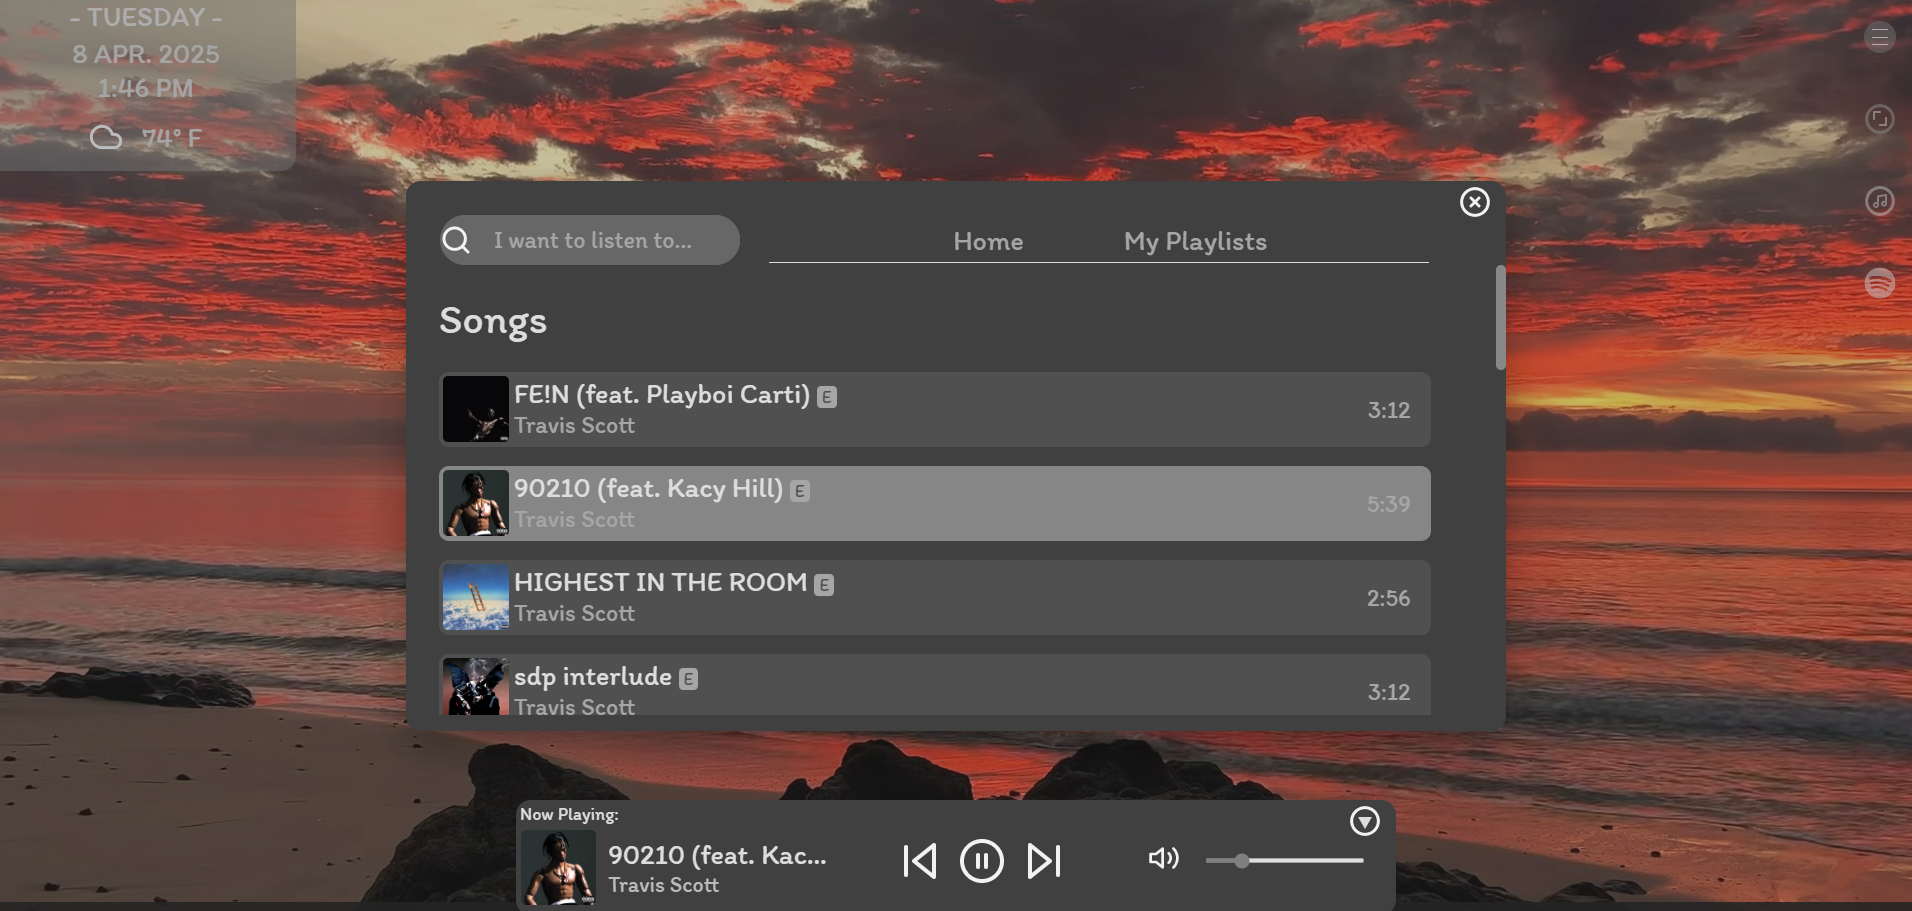 - TUESDAY -
8 APR. 2025
1:46 PM
74° F
I want to listen to...
Home
My Playlists
Songs
FE!N (feat. Playboi Carti) E
Travis Scott
3:12
90210 (feat. Kacy Hill) E
Travis Scott
5:39
HIGHEST IN THE ROOM E
Travis Scott
2:56
sdp interlude E
Travis Scott
3:12
Now Playing:
90210 (feat. Kac...
Travis Scott